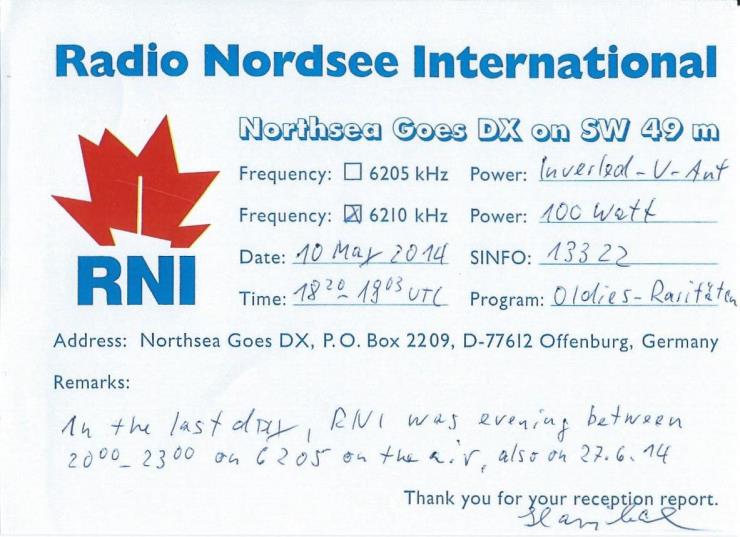 Radio Nordsee International
Northsea Goes DX on SW 49 m
Frequency: ☐ 6205 kHz Power: Inverted-V-Ant
Frequency: ☒ 6210 kHz Power: 100 Watt
Date: 10 May 2014 SINFO: 13322
Time: 18²⁰-19⁰³ UTC Program: Oldies-Raritäten
RNI
Address: Northsea Goes DX, P.O. Box 2209, D-77612 Offenburg, Germany
Remarks:
In the last day, RNI was evening between
20⁰⁰-23⁰⁰ on 6205 on the air, also on 27.6.14
Thank you for your reception report.